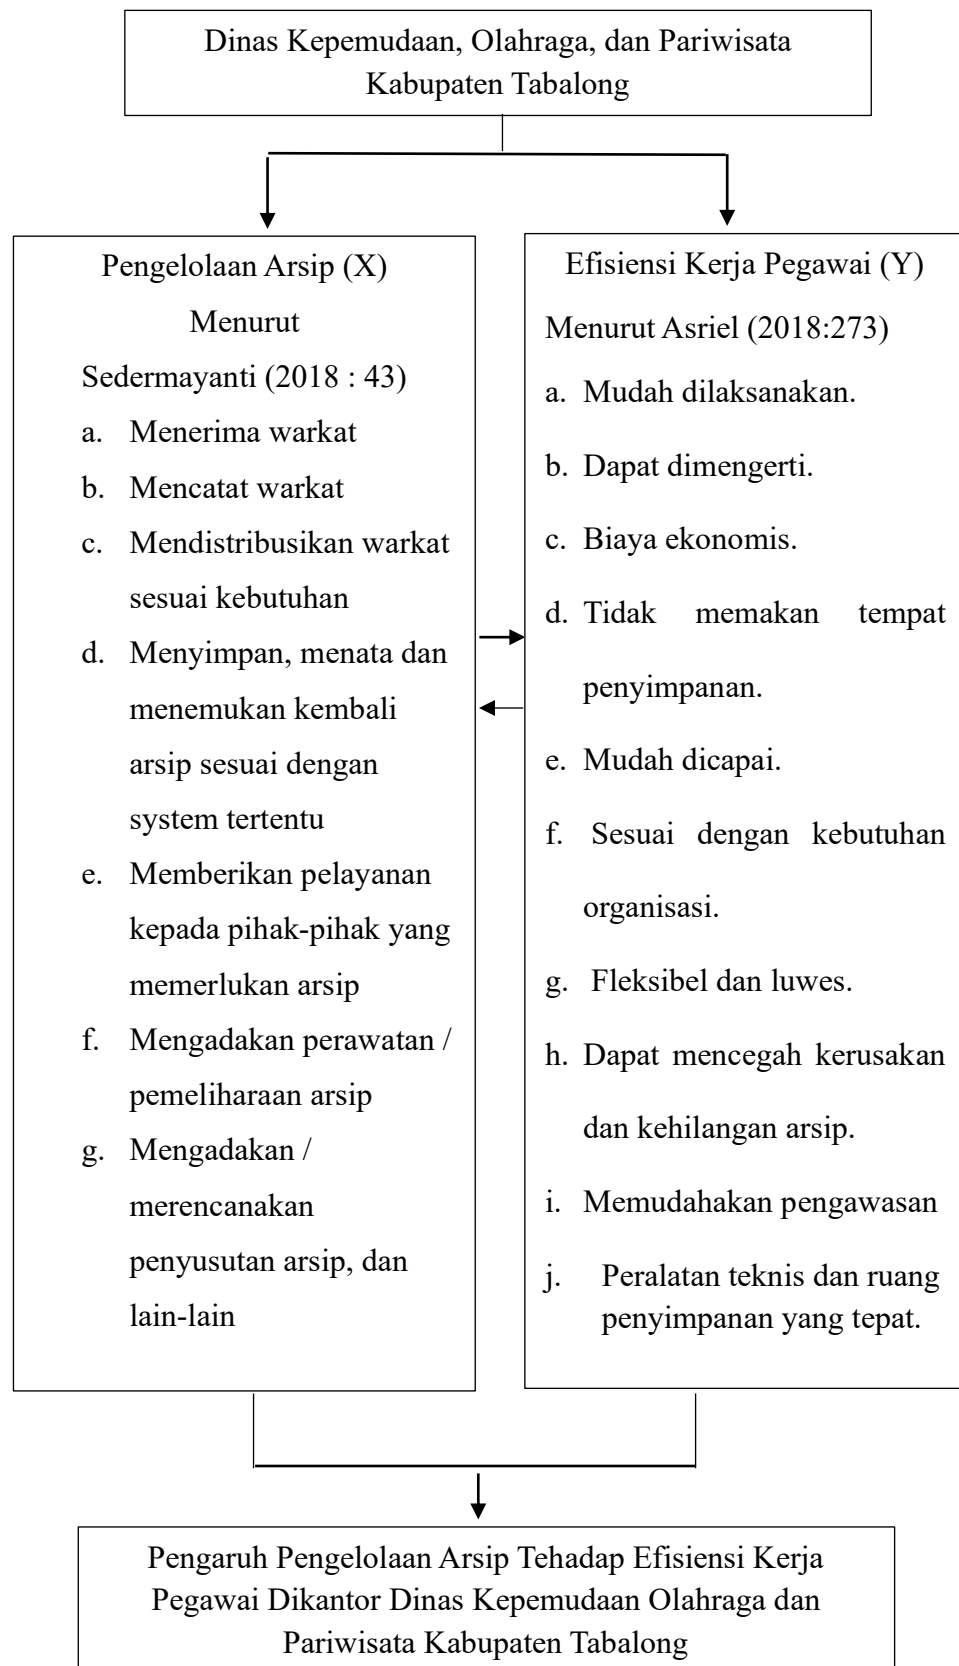 Dinas Kepemudaan, Olahraga, dan Pariwisata
Kabupaten Tabalong
Pengelolaan Arsip (X)
Menurut
Sedermayanti (2018 : 43)
a. Menerima warkat
b. Mencatat warkat
c. Mendistribusikan warkat
sesuai kebutuhan
d. Menyimpan, menata dan
menemukan kembali
arsip sesuai dengan
system tertentu
e. Memberikan pelayanan
kepada pihak-pihak yang
memerlukan arsip
f. Mengadakan perawatan /
pemeliharaan arsip
g. Mengadakan /
merencanakan
penyusutan arsip, dan
lain-lain
Efisiensi Kerja Pegawai (Y)
Menurut Asriel (2018:273)
a. Mudah dilaksanakan.
b. Dapat dimengerti.
c. Biaya ekonomis.
d. Tidak memakan tempat
penyimpanan.
e. Mudah dicapai.
f. Sesuai dengan kebutuhan
organisasi.
g. Fleksibel dan luwes.
h. Dapat mencegah kerusakan
dan kehilangan arsip.
i. Memudahakan pengawasan
j. Peralatan teknis dan ruang
penyimpanan yang tepat.
Pengaruh Pengelolaan Arsip Tehadap Efisiensi Kerja
Pegawai Dikantor Dinas Kepemudaan Olahraga dan
Pariwisata Kabupaten Tabalong